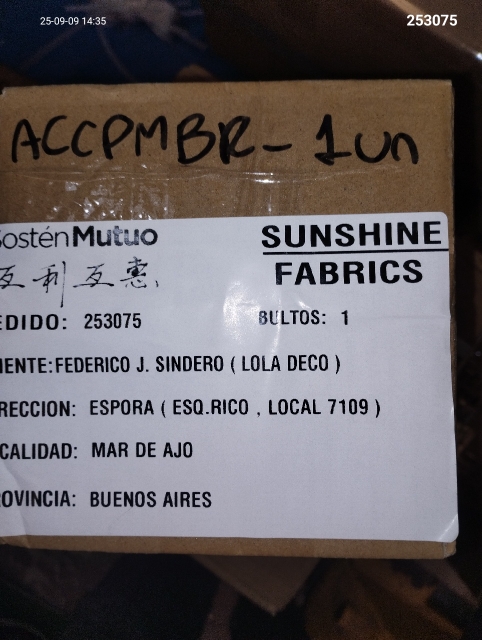 25-09-09 14:35
253075
ACCPMBR-1un
SosténMutuo
互利互惠,
SUNSHINE
FABRICS
EDIDO: 253075
BULTOS: 1
IENTE:FEDERICO J. SINDERO ( LOLA DECO )
RECCION: ESPORA ( ESQ.RICO , LOCAL 7109 )
CALIDAD: MAR DE AJO
OVINCIA: BUENOS AIRES